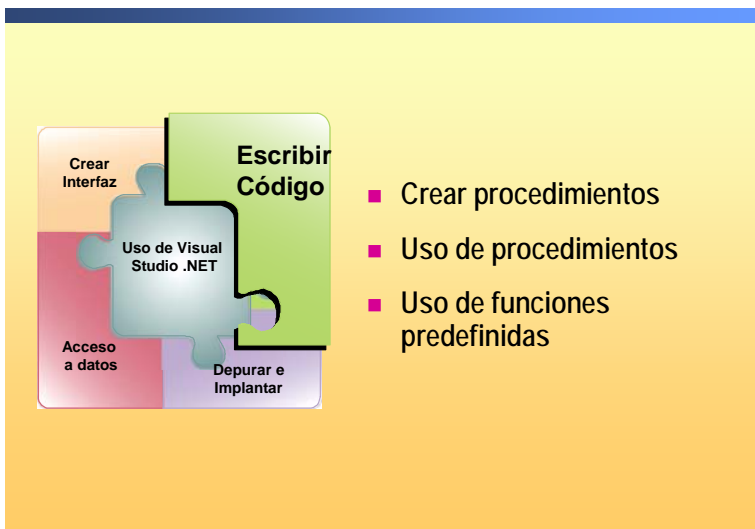 Crear
Interfaz
Escribir
Código
Uso de Visual
Studio .NET
Acceso
a datos
Depurar e
Implantar
Crear procedimientos
Uso de procedimientos
Uso de funciones
predefinidas